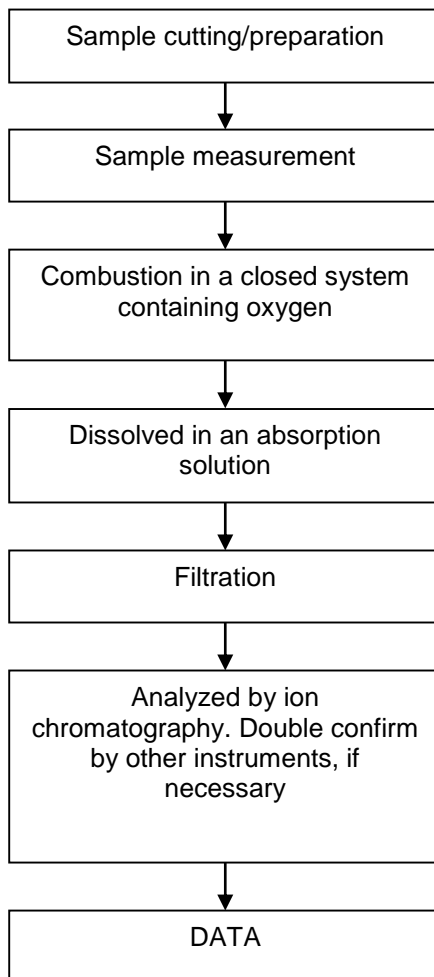 Sample cutting/preparation
Sample measurement
Combustion in a closed system
containing oxygen
Dissolved in an absorption
solution
Filtration
Analyzed by ion
chromatography. Double confirm
by other instruments, if
necessary
DATA